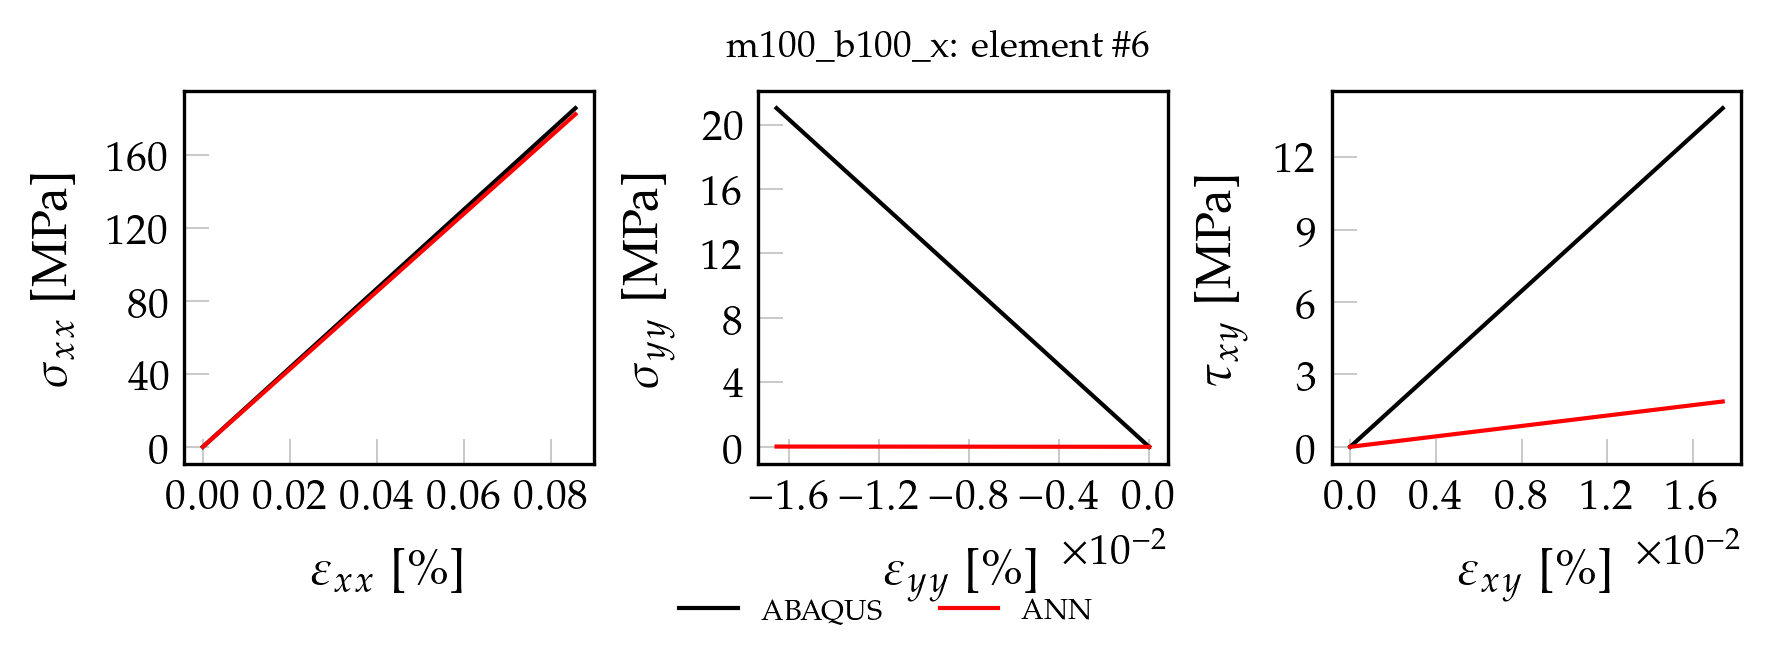 m100_b100_x: element #6
σxx [MPa]
160
120
80
40
0
0.00 0.02 0.04 0.06 0.08
εxx [%]
σyy [MPa]
20
16
12
8
4
0
−1.6 −1.2 −0.8 −0.4 0.0
×10−2
εyy [%]
τxy [MPa]
12
9
6
3
0
0.0 0.4 0.8 1.2 1.6
×10−2
εxy [%]
ABAQUS ANN